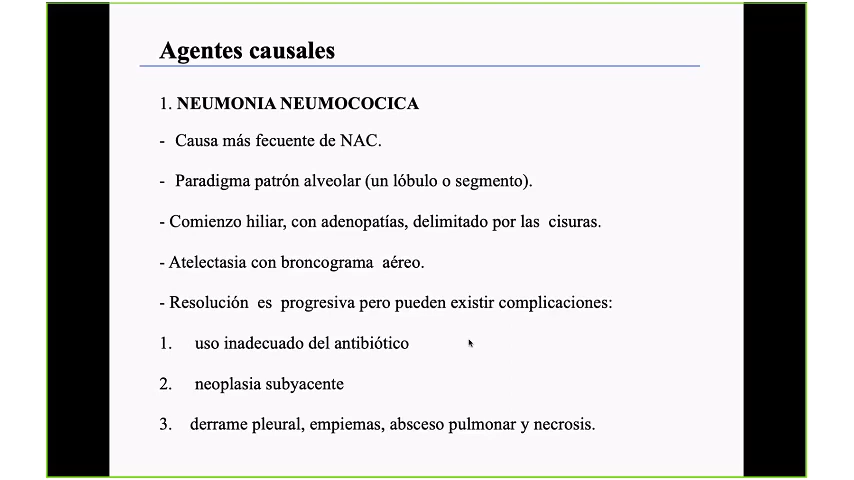 Agentes causales
1. NEUMONIA NEUMOCOCICA
- Causa más fecuente de NAC.
- Paradigma patrón alveolar (un lóbulo o segmento).
- Comienzo hiliar, con adenopatías, delimitado por las cisuras.
- Atelectasia con broncograma aéreo.
- Resolución es progresiva pero pueden existir complicaciones:
1. uso inadecuado del antibiótico
2. neoplasia subyacente
3. derrame pleural, empiemas, absceso pulmonar y necrosis.